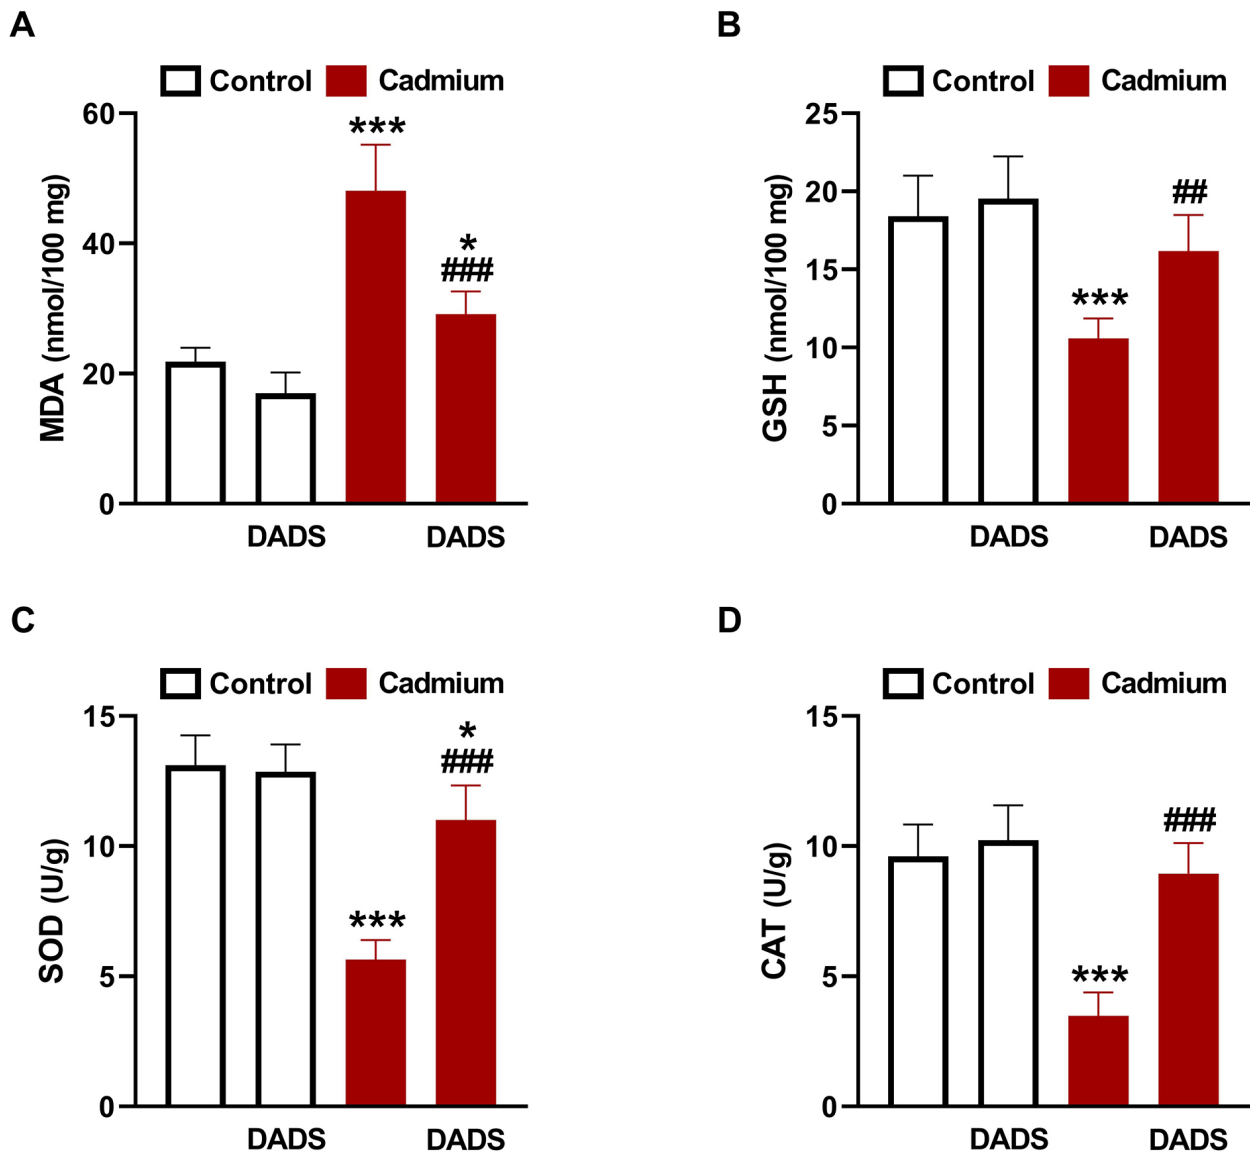 A
Control Cadmium
60
40
20
0
MDA (nmol/100 mg)
***
*
###
DADS DADS
B
Control Cadmium
25
20
15
10
5
0
GSH (nmol/100 mg)
***
##
DADS DADS
C
Control Cadmium
15
10
5
0
SOD (U/g)
***
*
###
DADS DADS
D
Control Cadmium
15
10
5
0
CAT (U/g)
***
###
DADS DADS